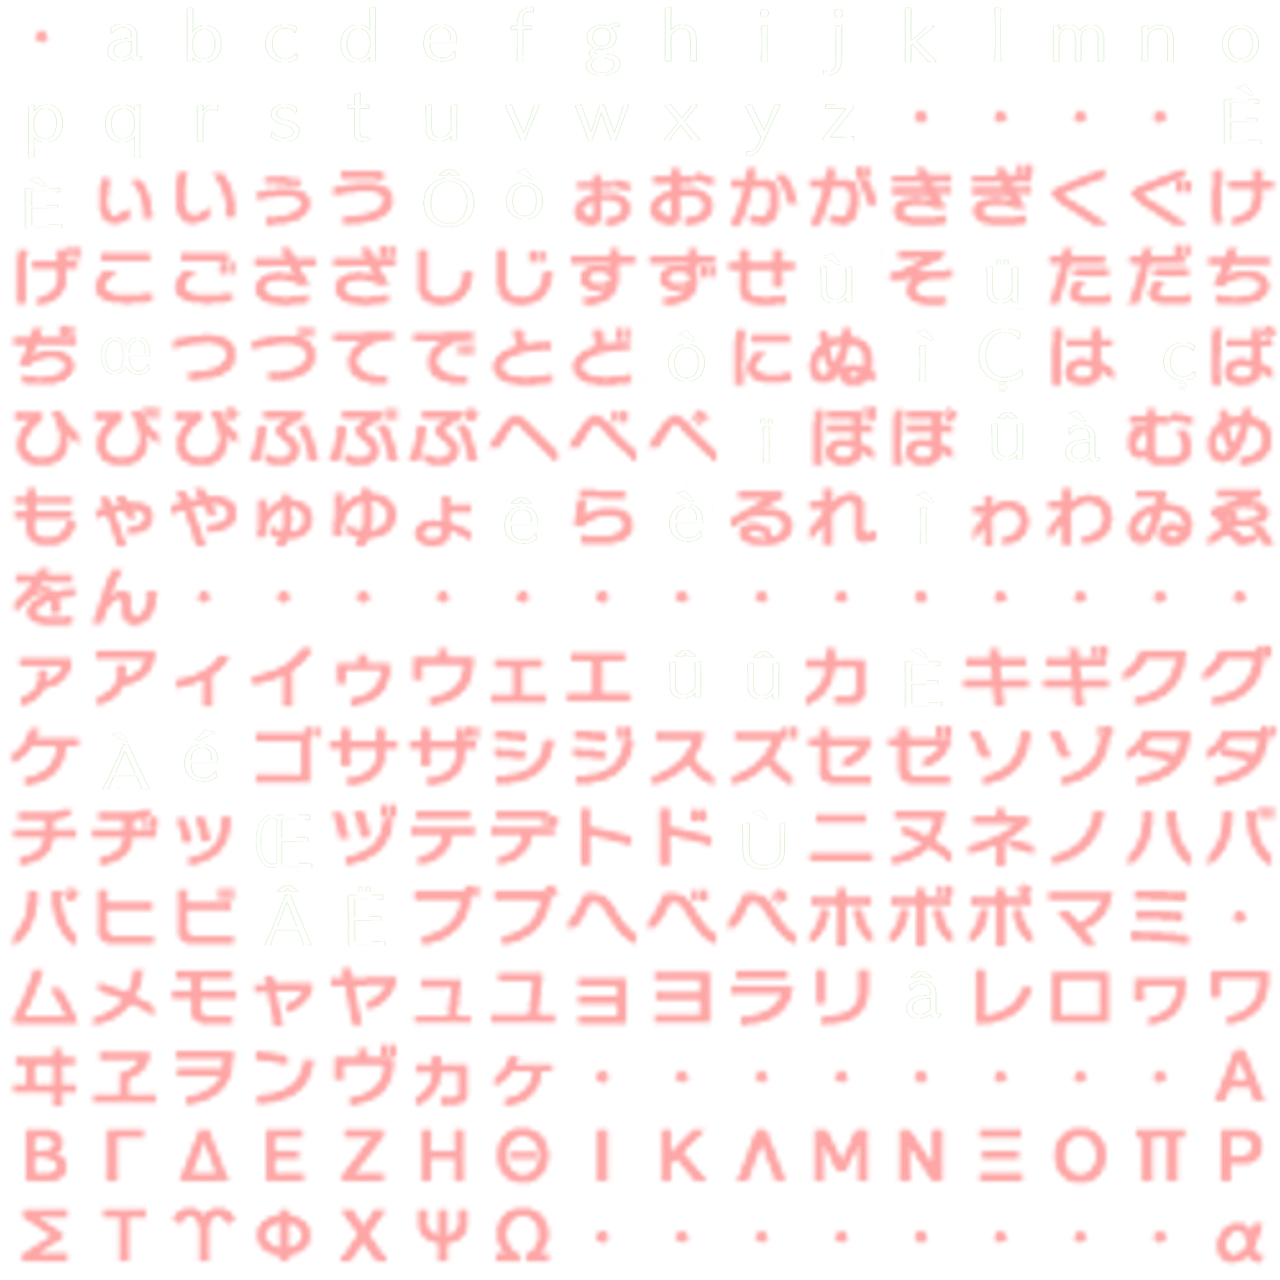 ・ a b c d e f g h i j k l m n o
p q r s t u v w x y z ・ ・ ・ ・ È
È ぃ い ぅ う Ô ò ぉ お か が き ぎ く ぐ け
げ こ ご さ ざ し じ す ず せ ù そ ü た だ ち
ぢ œ つ づ て で と ど ò に ぬ ì Ç は ç ば
ひ び び ふ ぶ ぷ へ べ べ ï ぼ ぼ û à む め
も ゃ や ゅ ゆ ょ ê ら è る れ ì ゎ わ ゐ ゑ
を ん ・ ・ ・ ・ ・ ・ ・ ・ ・ ・ ・ ・ ・ ・
ァ ア ィ イ ゥ ウ ェ エ û û カ È キ ギ ク グ
ケ À é ゴ サ ザ シ ジ ス ズ セ ゼ ソ ゾ タ ダ
チ ヂ ッ Œ ヅ テ デ ト ド Ù ニ ヌ ネ ノ ハ バ
パ ヒ ビ Â Ë ブ プ ヘ ベ ペ ホ ボ ポ マ ミ ・
ム メ モ ャ ヤ ュ ユ ョ ヨ ラ リ â レ ロ ヮ ワ
ヰ ヱ ヲ ン ヴ ヵ ヶ ・ ・ ・ ・ ・ ・ ・ ・ Α
Β Γ Δ Ε Ζ Η Θ Ι Κ Λ Μ Ν Ξ Ο Π Ρ
Σ Τ Υ Φ Χ Ψ Ω ・ ・ ・ ・ ・ ・ ・ ・ α